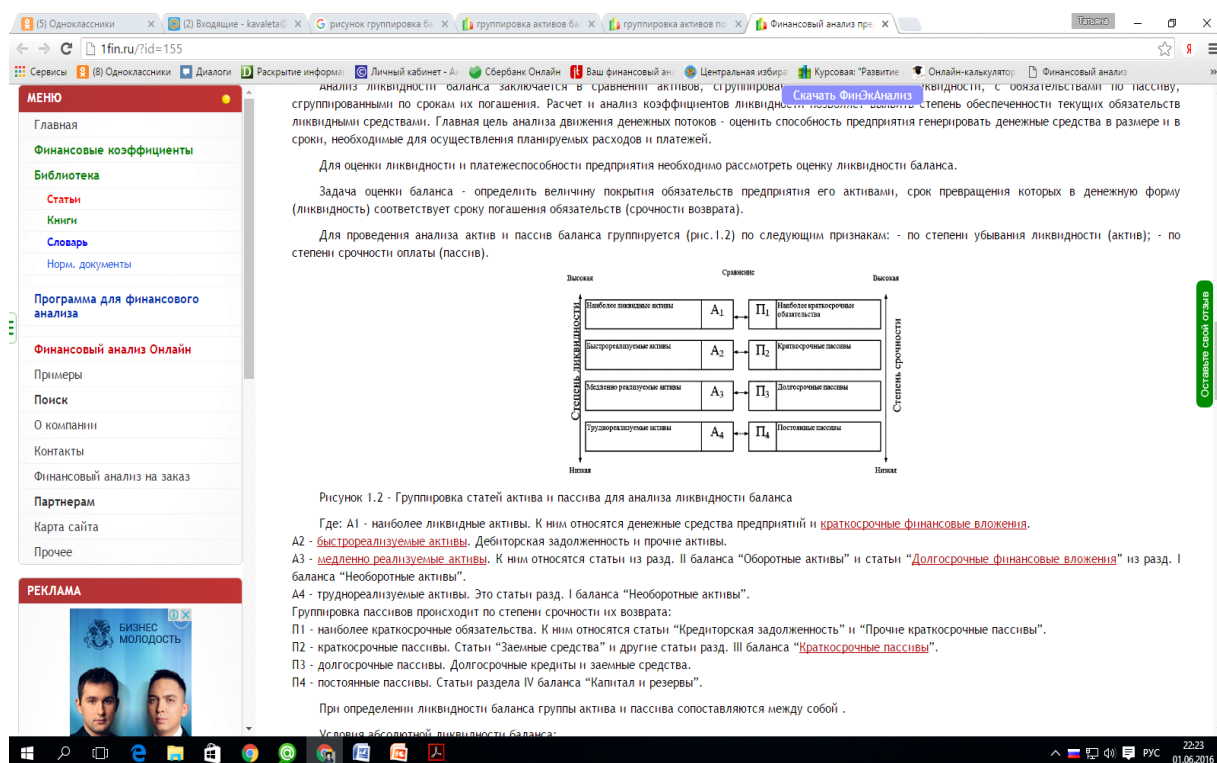 (5) Одноклассники
(2) Входящие - kavaleta@
рисунок группировка ба
группировка активов ба
группировка активов по
Финансовый анализ пре
Татьяна
1fin.ru/?id=155
Сервисы (8) Одноклассники Диалоги Раскрытие информац Личный кабинет - А Сбербанк Онлайн Ваш финансовый ана Центральная избира Курсовая: "Развитие Онлайн-калькулятор Финансовый анализ »
МЕНЮ
Главная
Финансовые коэффициенты
Библиотека
Статьи
Книги
Словарь
Норм. документы
Программа для финансового
анализа
Финансовый анализ Онлайн
Примеры
Поиск
О компании
Контакты
Финансовый анализ на заказ
Партнерам
Карта сайта
Прочее
РЕКЛАМА
БИЗНЕС
МОЛОДОСТЬ
Скачать ФинЭкАнализ
Анализ ликвидности баланса заключается в сравнении активов, с обязательствами по пассиву,
сгруппированными по срокам их погашения. Расчет и анализ коэффициентов степень обеспеченности текущих обязательств
ликвидными средствами. Главная цель анализа движения денежных потоков - оценить способность предприятия генерировать денежные средства в размере и в
сроки, необходимые для осуществления планируемых расходов и платежей.
Для оценки ликвидности и платежеспособности предприятия необходимо рассмотреть оценку ликвидности баланса.
Задача оценки баланса - определить величину покрытия обязательств предприятия его активами, срок превращения которых в денежную форму
(ликвидность) соответствует сроку погашения обязательств (срочности возврата).
Для проведения анализа актив и пассив баланса группируется (рис.1.2) по следующим признакам: - по степени убывания ликвидности (актив); - по
степени срочности оплаты (пассив).
Высокая Сравнение Высокая
Степень ликвидности
Наиболее ликвидные активы А1 П1 Наиболее краткосрочные
обязательства
Быстрореализуемые активы А2 П2 Краткосрочные пассивы
Медленно реализуемые активы А3 П3 Долгосрочные пассивы
Труднореализуемые активы А4 П4 Постоянные пассивы
Степень срочности
Низкая Низкая
Рисунок 1.2 - Группировка статей актива и пассива для анализа ликвидности баланса
Где: А1 - наиболее ликвидные активы. К ним относятся денежные средства предприятий и краткосрочные финансовые вложения.
А2 - быстрореализуемые активы. Дебиторская задолженность и прочие активы.
А3 - медленно реализуемые активы. К ним относятся статьи из разд. II баланса “Оборотные активы” и статьи “Долгосрочные финансовые вложения” из разд. I
баланса “Необоротные активы”.
А4 - труднореализуемые активы. Это статьи разд. I баланса “Необоротные активы”.
Группировка пассивов происходит по степени срочности их возврата:
П1 - наиболее краткосрочные обязательства. К ним относятся статьи “Кредиторская задолженность” и “Прочие краткосрочные пассивы”.
П2 - краткосрочные пассивы. Статьи “Заемные средства” и другие статьи разд. III баланса “Краткосрочные пассивы”.
П3 - долгосрочные пассивы. Долгосрочные кредиты и заемные средства.
П4 - постоянные пассивы. Статьи раздела IV баланса “Капитал и резервы”.
При определении ликвидности баланса группы актива и пассива сопоставляются между собой .
Условия абсолютной ликвидности баланса:
Оставьте свой отзыв
РУС
22:23
01.06.2016